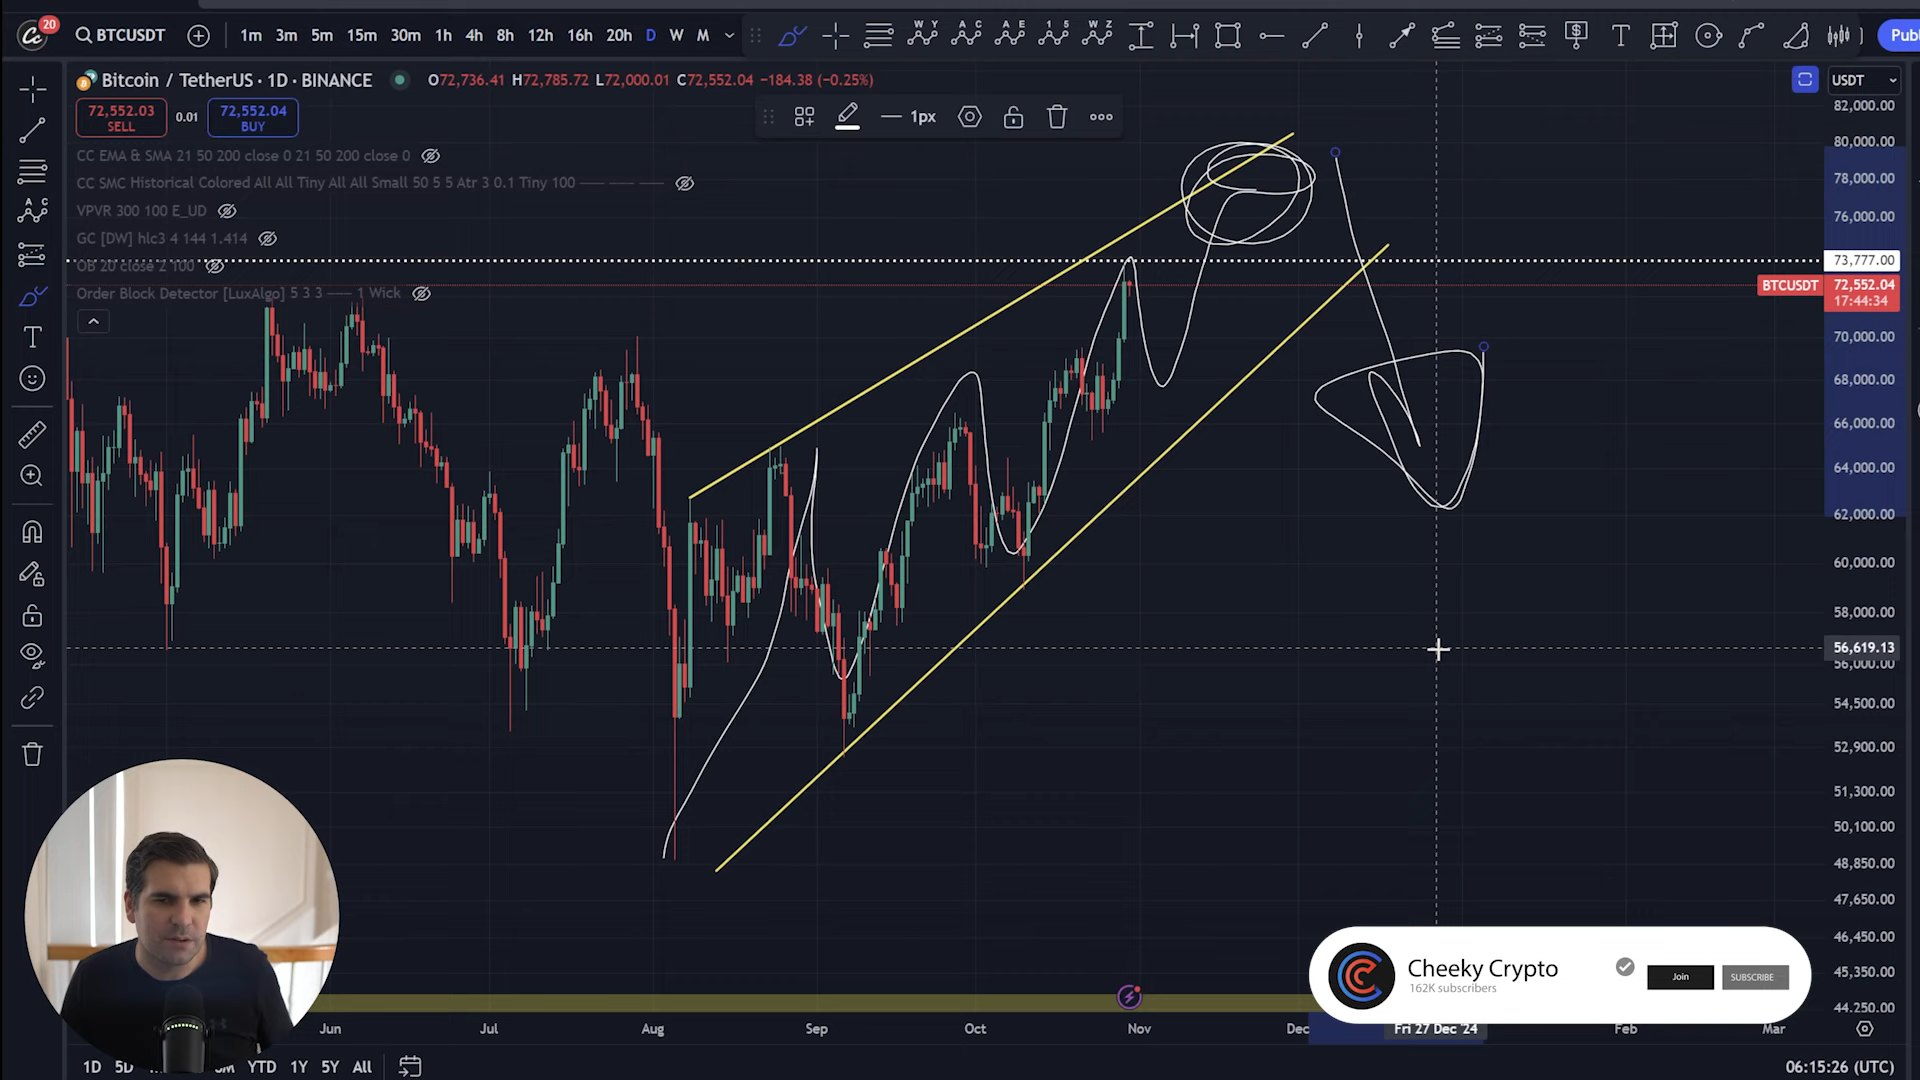 20
BTCUSDT
1m 3m 5m 15m 30m 1h 4h 8h 12h 16h 20h D W M
W Y A C A E 1 5 W Z
T
Publ
Bitcoin / TetherUS · 1D · BINANCE O72,736.41 H72,785.72 L72,000.01 C72,552.04 −184.38 (−0.25%)
USDT
72,552.03
SELL
0.01
72,552.04
BUY
1px
CC EMA & SMA 21 50 200 close 0 21 50 200 close 0
CC SMC Historical Colored All All Tiny All All Small 50 5 5 Atr 3 0.1 Tiny 100
VPVR 300 100 E_UD
GC [DW] hlc3 4 144 1.414
OB 20 close 2 100
Order Block Detector [LuxAlgo] 5 3 3 1 Wick
A C
T
82,000.00
80,000.00
78,000.00
76,000.00
73,777.00
BTCUSDT 72,552.04
17:44:34
70,000.00
68,000.00
66,000.00
64,000.00
62,000.00
60,000.00
58,000.00
56,619.13
56,000.00
54,500.00
52,900.00
51,300.00
50,100.00
48,850.00
47,650.00
46,450.00
45,350.00
44,250.00
Cheeky Crypto
162K subscribers
Join
SUBSCRIBE
Jun Jul Aug Sep Oct Nov Dec Fri 27 Dec '24 Feb Mar
1D 5D YTD 1Y 5Y All
06:15:26 (UTC)